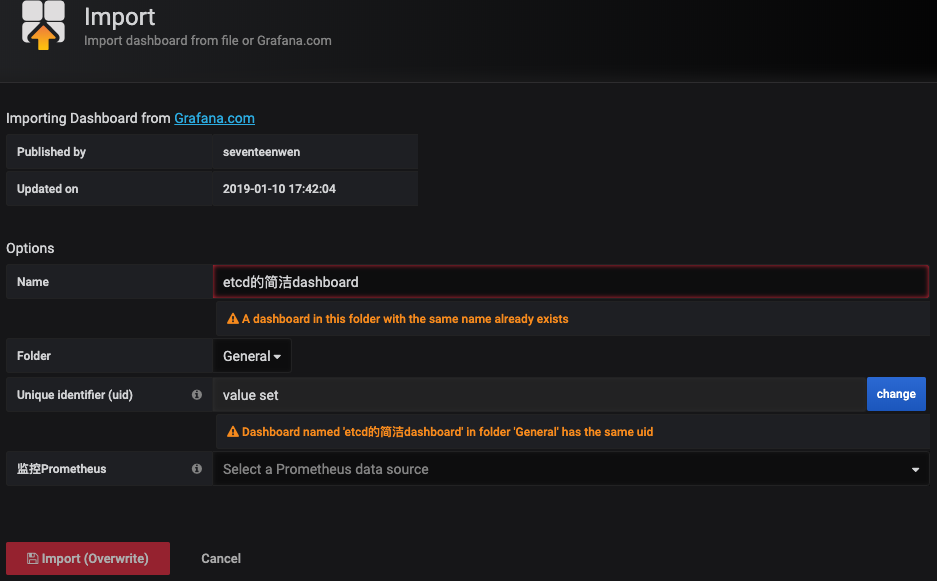 Import
Import dashboard from file or Grafana.com
Importing Dashboard from Grafana.com
Published by seventeenwen
Updated on 2019-01-10 17:42:04
Options
Name etcd的简洁dashboard
A dashboard in this folder with the same name already exists
Folder General
Unique identifier (uid) value set change
Dashboard named 'etcd的简洁dashboard' in folder 'General' has the same uid
监控Prometheus Select a Prometheus data source
Import (Overwrite) Cancel